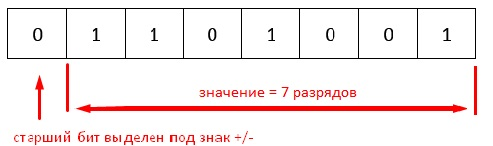 0 1 1 0 1 0 0 1
значение = 7 разрядов
старший бит выделен под знак +/-